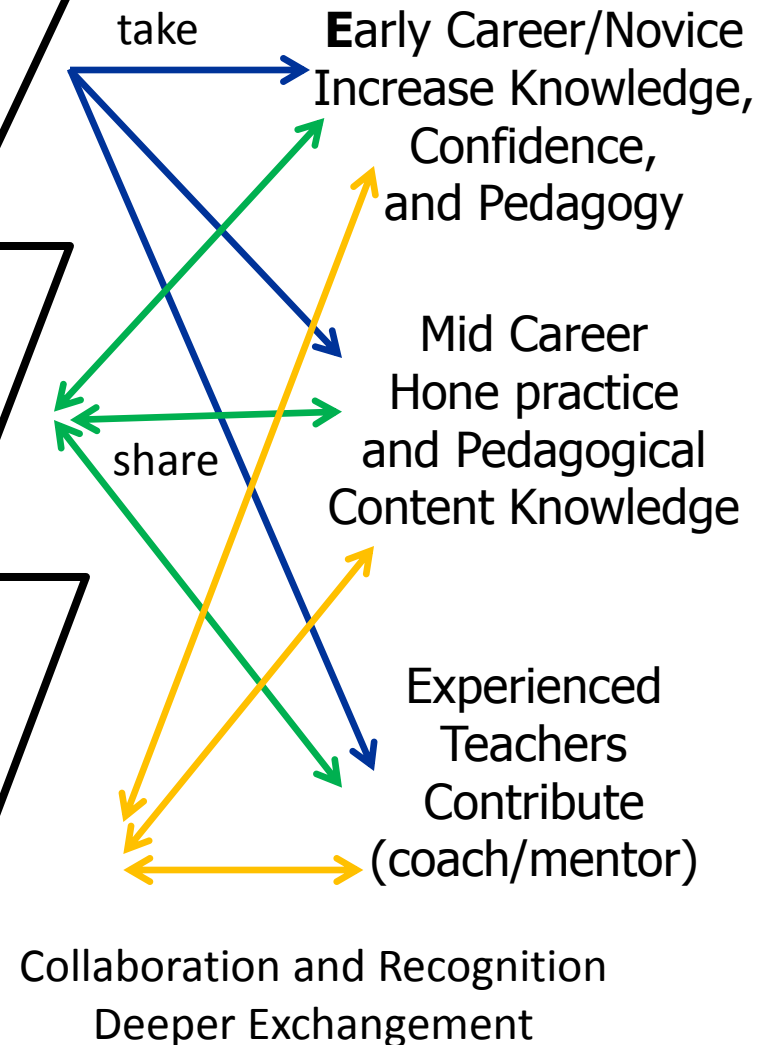 take
Early Career/Novice
Increase Knowledge,
Confidence,
and Pedagogy
Mid Career
Hone practice
and Pedagogical
Content Knowledge
share
Experienced
Teachers
Contribute
(coach/mentor)
Collaboration and Recognition
Deeper Exchangement